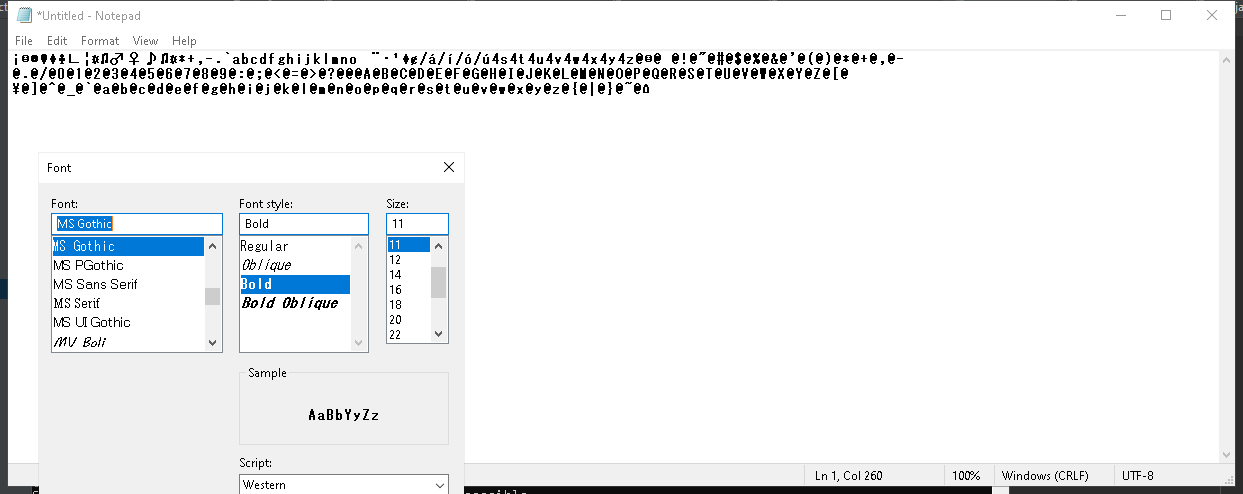 *Untitled - Notepad
File Edit Format View Help
*+,-.`abcdfghijklmno ¨·'♦¢/á/í/ó/ú4s4t4u4v4w4x4y4z@@ @!@˜@#@$@%@&@'@(@)@*@+@,@-
@.@/@0@1@2@3@4@5@6@7@8@9@:@;@<@=@>@?@@@A@B@C@D@E@F@G@H@I@J@K@L@M@N@O@P@Q@R@S@T@U@V@W@X@Y@Z@[@
¥@]@^@_@`@a@b@c@d@e@f@g@h@i@j@k@l@m@n@o@p@q@r@s@t@u@v@w@x@y@z@{@|@}@˜@
Font
Font: Font style: Size:
MS Gothic Bold 11
MS Gothic Regular 11
MS PGothic Oblique 12
MS Sans Serif Bold 14
MS Serif Bold Oblique 16
MS UI Gothic 18
MV Boli 20
22
Sample
AaBbYyZz
Script:
Western
Ln 1, Col 260 100% Windows (CRLF) UTF-8